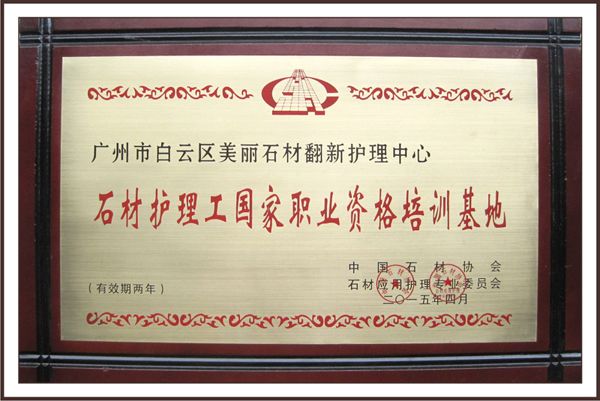 广州市白云区美丽石材翻新护理中心
石材护理工国家职业资格培训基地
中国石材协会
石材应用护理专业委员会
(有效期两年)
二〇一五年四月